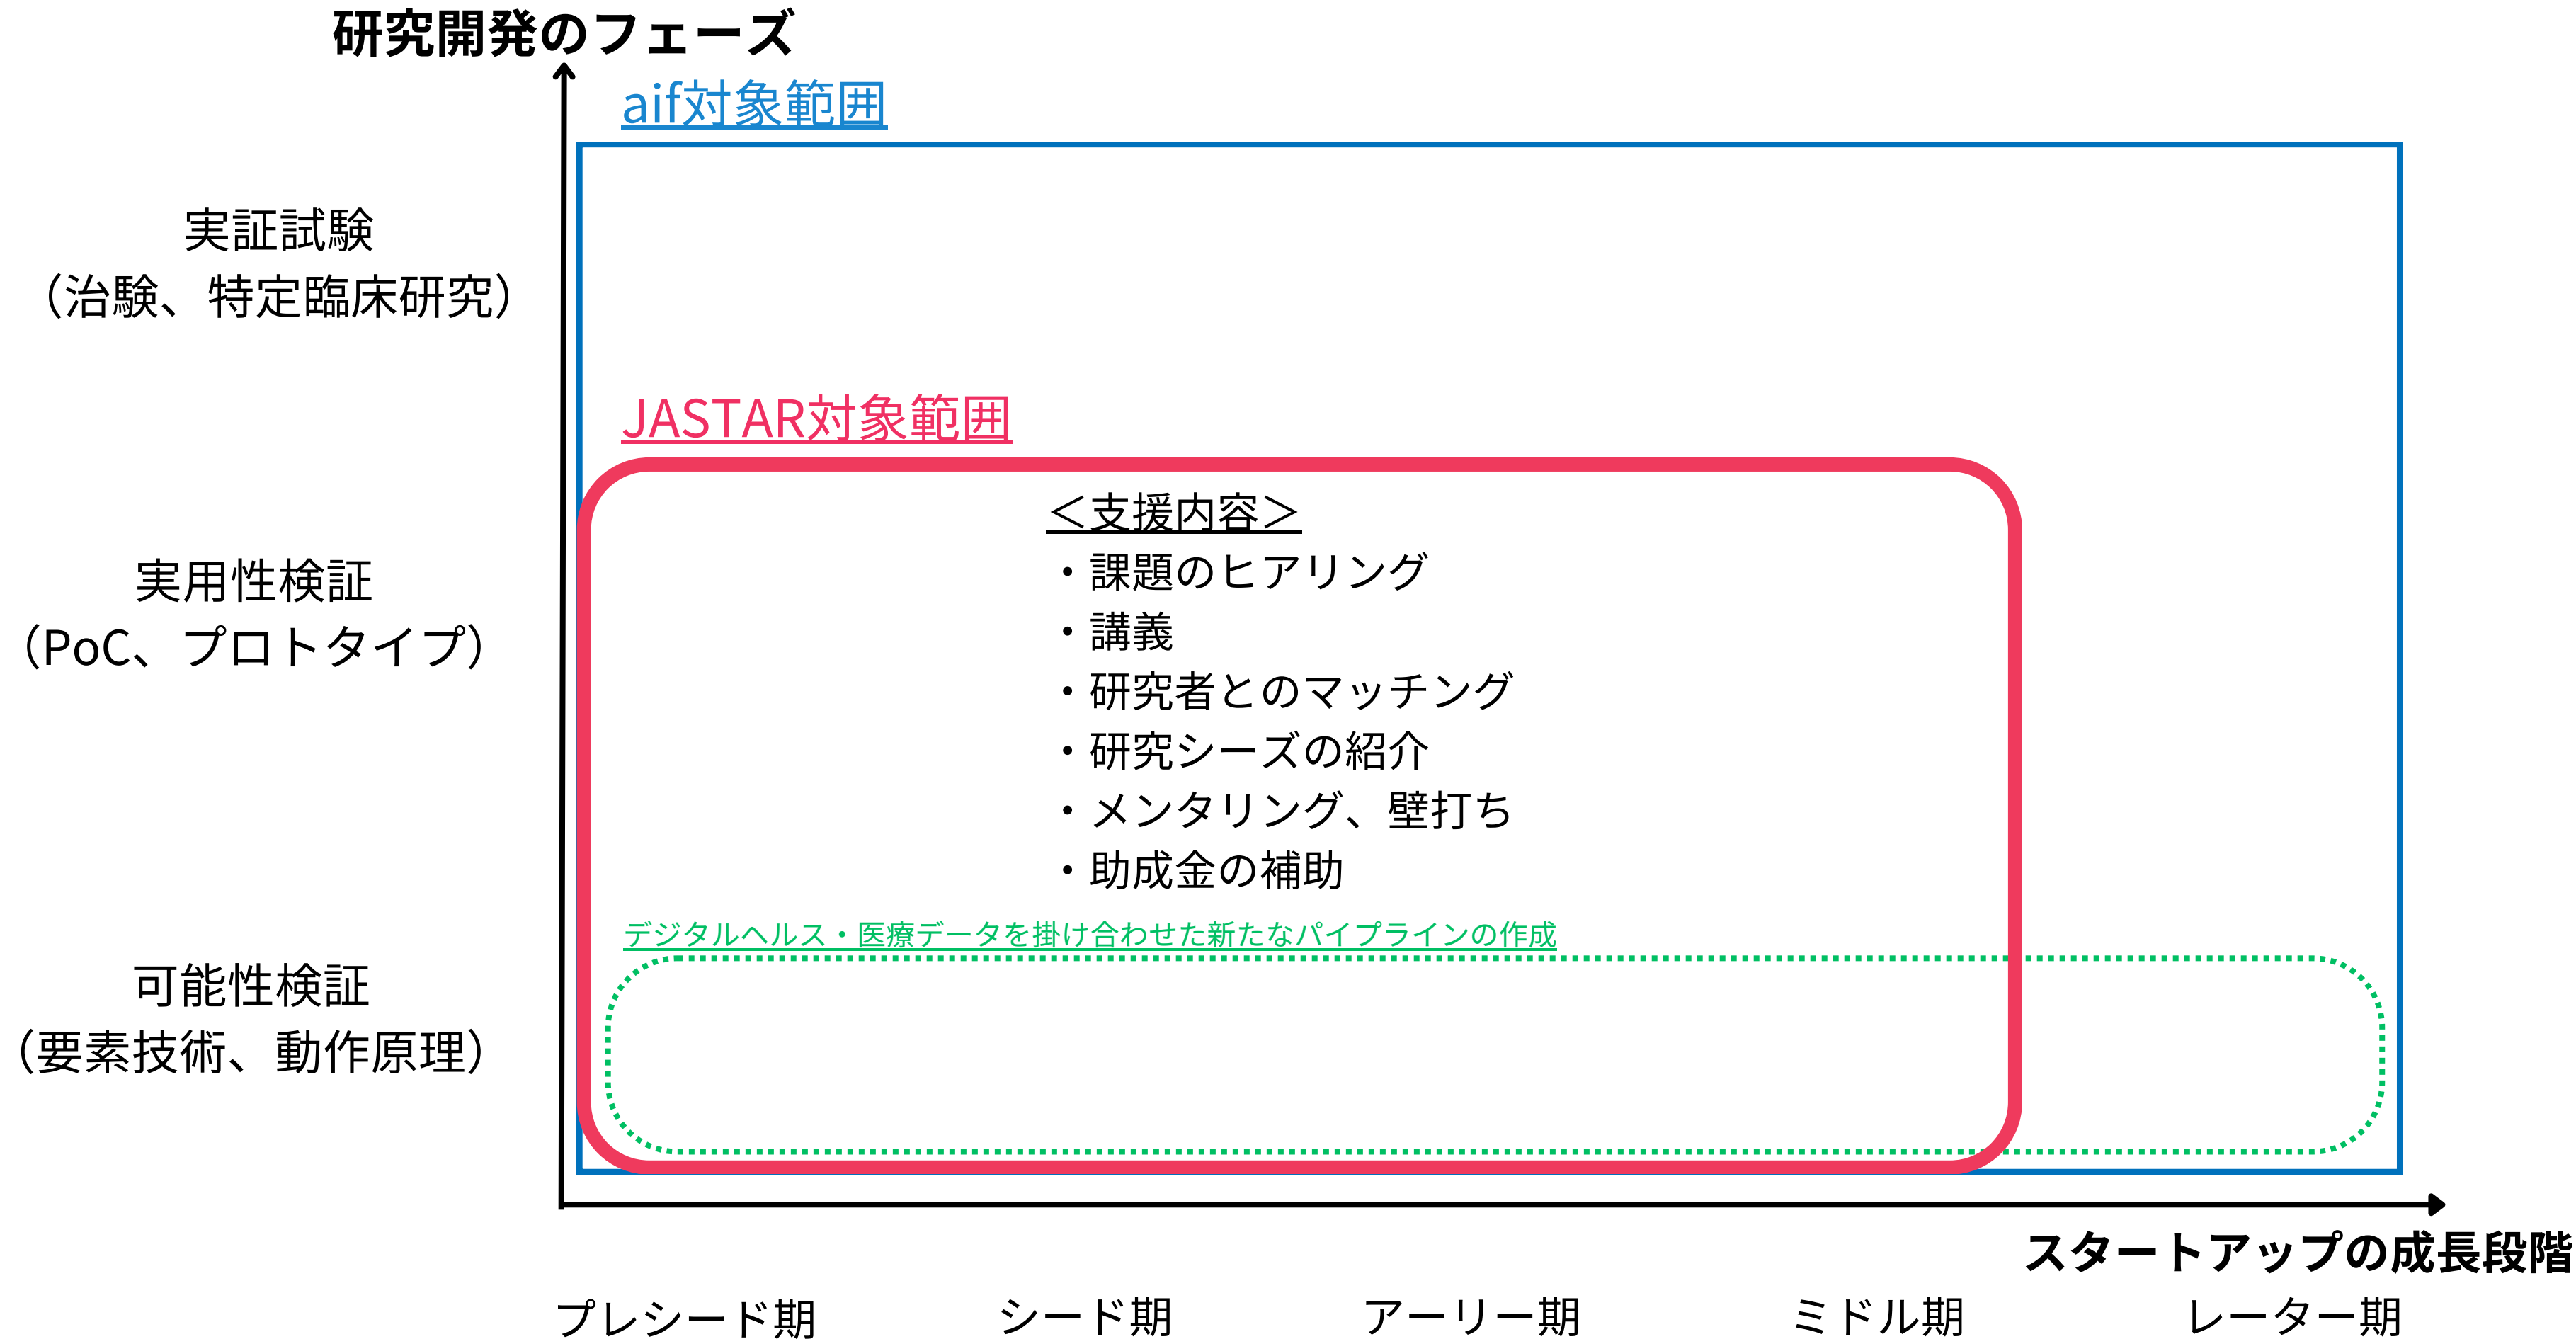 研究開発のフェーズ
aif対象範囲
実証試験
（治験、特定臨床研究）
JASTAR対象範囲
＜支援内容＞
・課題のヒアリング
・講義
・研究者とのマッチング
・研究シーズの紹介
・メンタリング、壁打ち
・助成金の補助
実用性検証
（PoC、プロトタイプ）
デジタルヘルス・医療データを掛け合わせた新たなパイプラインの作成
可能性検証
（要素技術、動作原理）
スタートアップの成長段階
プレシード期
シード期
アーリー期
ミドル期
レーター期